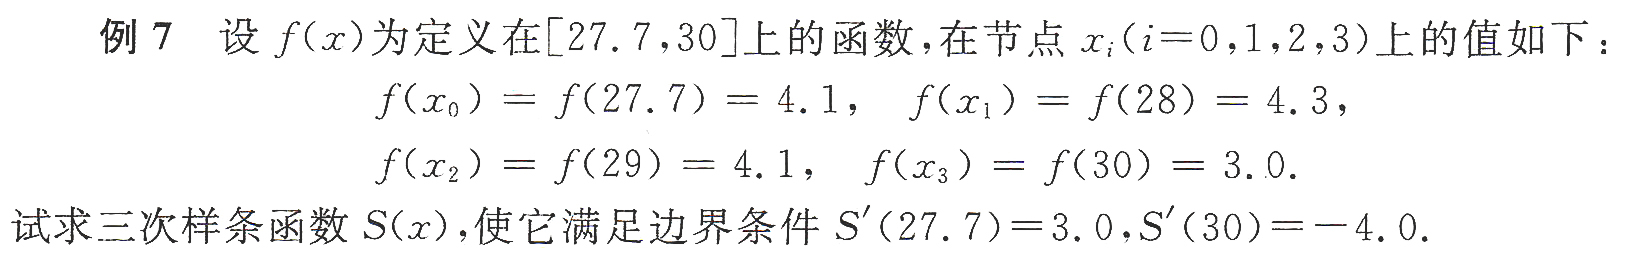 例 7 设 f(x)为定义在[27.7,30]上的函数,在节点 xᵢ(i=0,1,2,3)上的值如下:
f(x₀) = f(27.7) = 4.1, f(x₁) = f(28) = 4.3,
f(x₂) = f(29) = 4.1, f(x₃) = f(30) = 3.0.
试求三次样条函数 S(x),使它满足边界条件 S′(27.7)=3.0,S′(30)=−4.0.